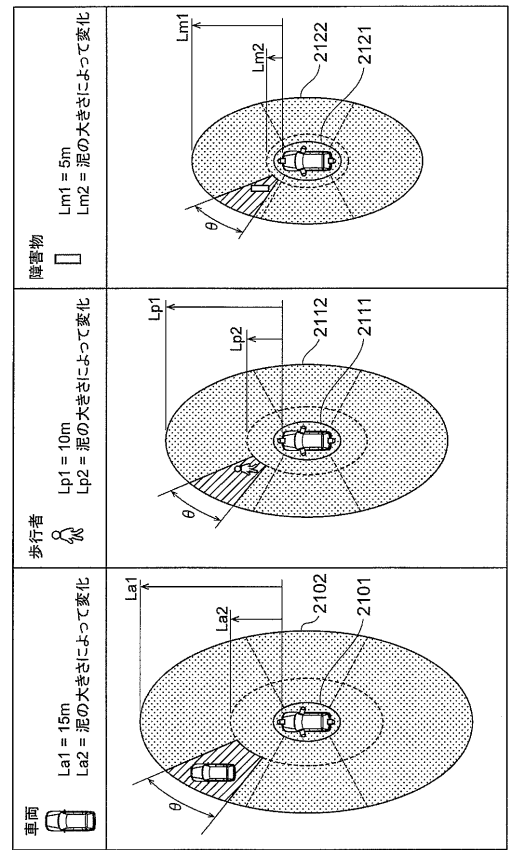 車両
La1 = 15m
La2 = 泥の大きさによって変化
La1
La2
θ
2102
2101
歩行者
Lp1 = 10m
Lp2 = 泥の大きさによって変化
Lp1
Lp2
θ
2112
2111
障害物
Lm1 = 5m
Lm2 = 泥の大きさによって変化
Lm1
Lm2
θ
2122
2121